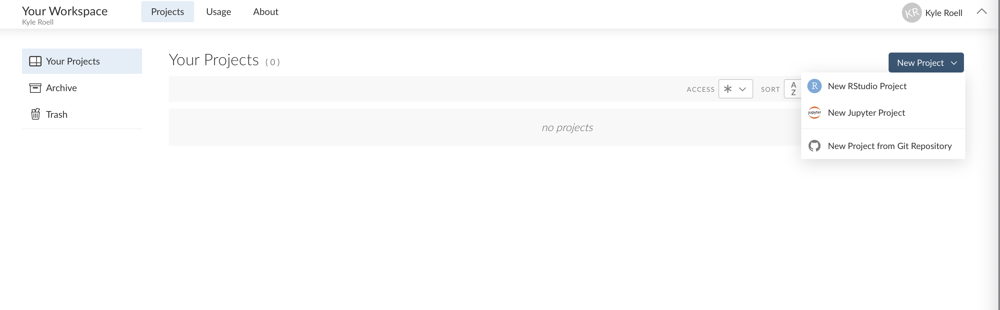 Your Workspace
Kyle Roell
Projects
Usage
About
KR
Kyle Roell
Your Projects
Archive
Trash
Your Projects (0)
New Project
ACCESS * SORT A Z
no projects
R New RStudio Project
jupyter New Jupyter Project
New Project from Git Repository